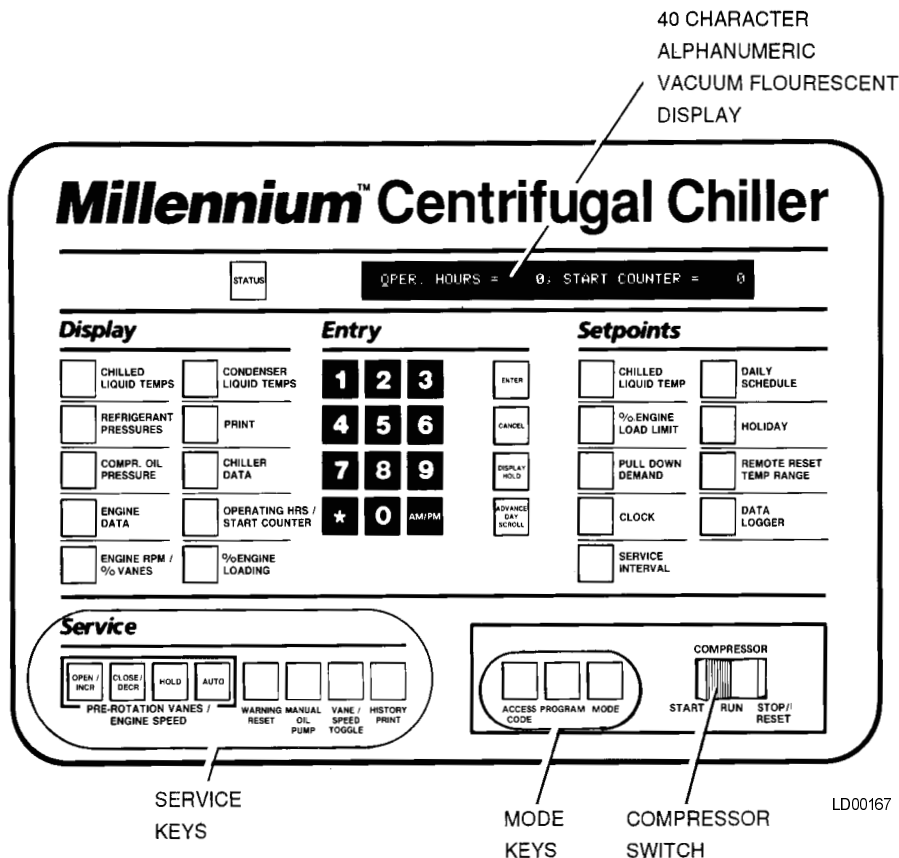 40 CHARACTER
ALPHANUMERIC
VACUUM FLOURESCENT
DISPLAY
Millennium™ Centrifugal Chiller
STATUS
OPER. HOURS = 0; START COUNTER = 0
Display
CHILLED
LIQUID TEMPS
CONDENSER
LIQUID TEMPS
REFRIGERANT
PRESSURES
PRINT
COMPR. OIL
PRESSURE
CHILLER
DATA
ENGINE
DATA
OPERATING HRS /
START COUNTER
ENGINE RPM /
% VANES
%ENGINE
LOADING
Entry
1 2 3
ENTER
4 5 6
CANCEL
7 8 9
DISPLAY
HOLD
* 0 AM/PM
ADVANCE
DAY
SCROLL
Setpoints
CHILLED
LIQUID TEMP
DAILY
SCHEDULE
% ENGINE
LOAD LIMIT
HOLIDAY
PULL DOWN
DEMAND
REMOTE RESET
TEMP RANGE
CLOCK
DATA
LOGGER
SERVICE
INTERVAL
Service
OPEN /
INCR
CLOSE /
DECR
HOLD
AUTO
PRE-ROTATION VANES /
ENGINE SPEED
WARNING
RESET
MANUAL
OIL
PUMP
VANE /
SPEED
TOGGLE
HISTORY
PRINT
ACCESS
CODE
PROGRAM
MODE
COMPRESSOR
START
RUN
STOP/
RESET
SERVICE
KEYS
MODE
KEYS
COMPRESSOR
SWITCH
LD00167